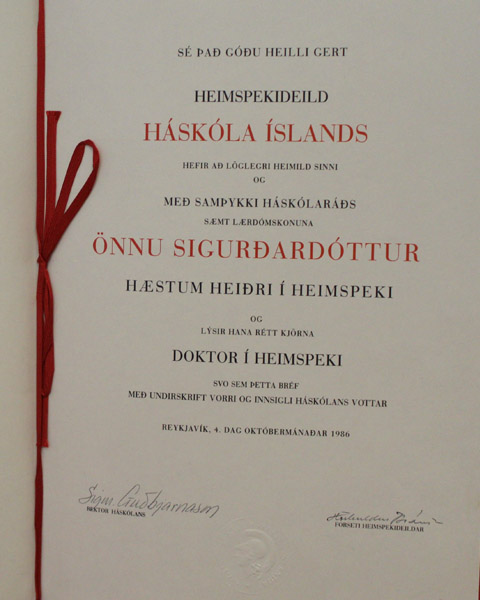 SÉ ÞAÐ GÓÐU HEILLI GERT
HEIMSPEKIDEILD
HÁSKÓLA ÍSLANDS
HEFIR AÐ LÖGLEGRI HEIMILD SINNI
OG
MEÐ SAMÞYKKI HÁSKÓLARÁÐS
SÆMT LÆRDÓMSKONUNA
ÖNNU SIGURÐARDÓTTUR
HÆSTUM HEIÐRI Í HEIMSPEKI
OG
LÝSIR HANA RÉTT KJÖRNA
DOKTOR Í HEIMSPEKI
SVO SEM ÞETTA BRÉF
MEÐ UNDIRSKRIFT VORRI OG INNSIGLI HÁSKÓLANS VOTTAR
REYKJAVÍK, 4. DAG OKTÓBERMÁNAÐAR 1986
Sigm. Guðbjarnason
REKTOR HÁSKÓLANS
FORSETI HEIMSPEKIDEILDAR